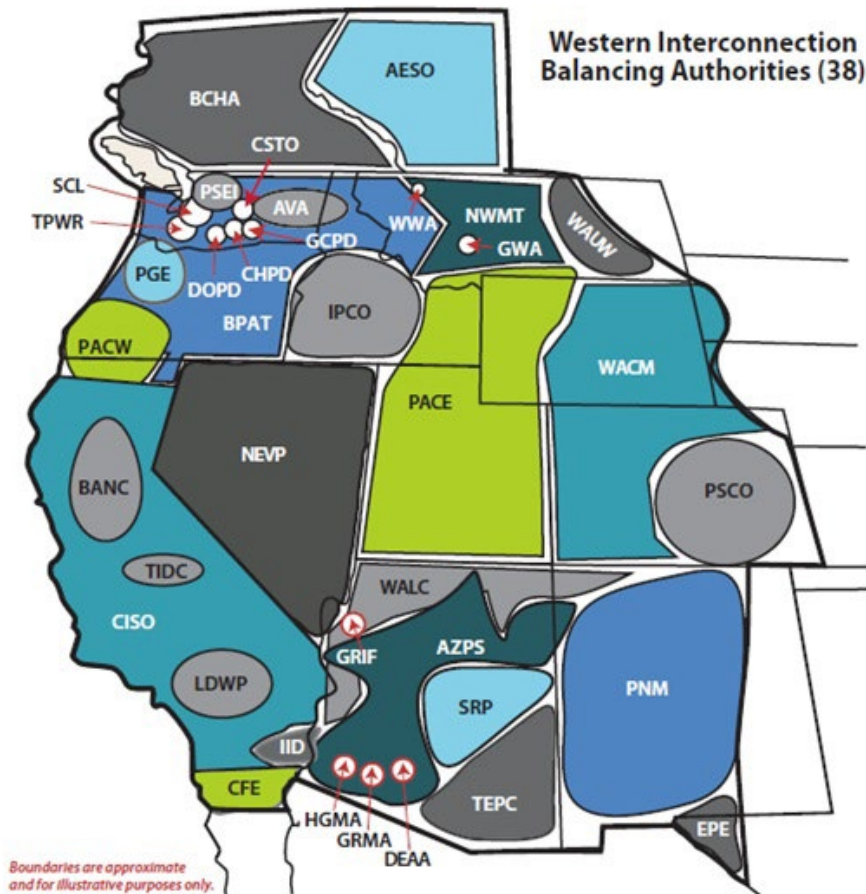 Western Interconnection
Balancing Authorities (38)
AESO
BCHA
CSTO
SCL
PSEI
AVA
TPWR
WWA
NWMT
WAUW
GCPD
GWA
PGE
CHPD
DOPD
IPCO
BPAT
PACW
WACM
PACE
NEVP
BANC
PSCO
TIDC
WALC
CISO
GRIF
AZPS
LDWP
SRP
PNM
IID
CFE
TEPC
HGMA
GRMA
DEAA
EPE
Boundaries are approximate
and for illustrative purposes only.